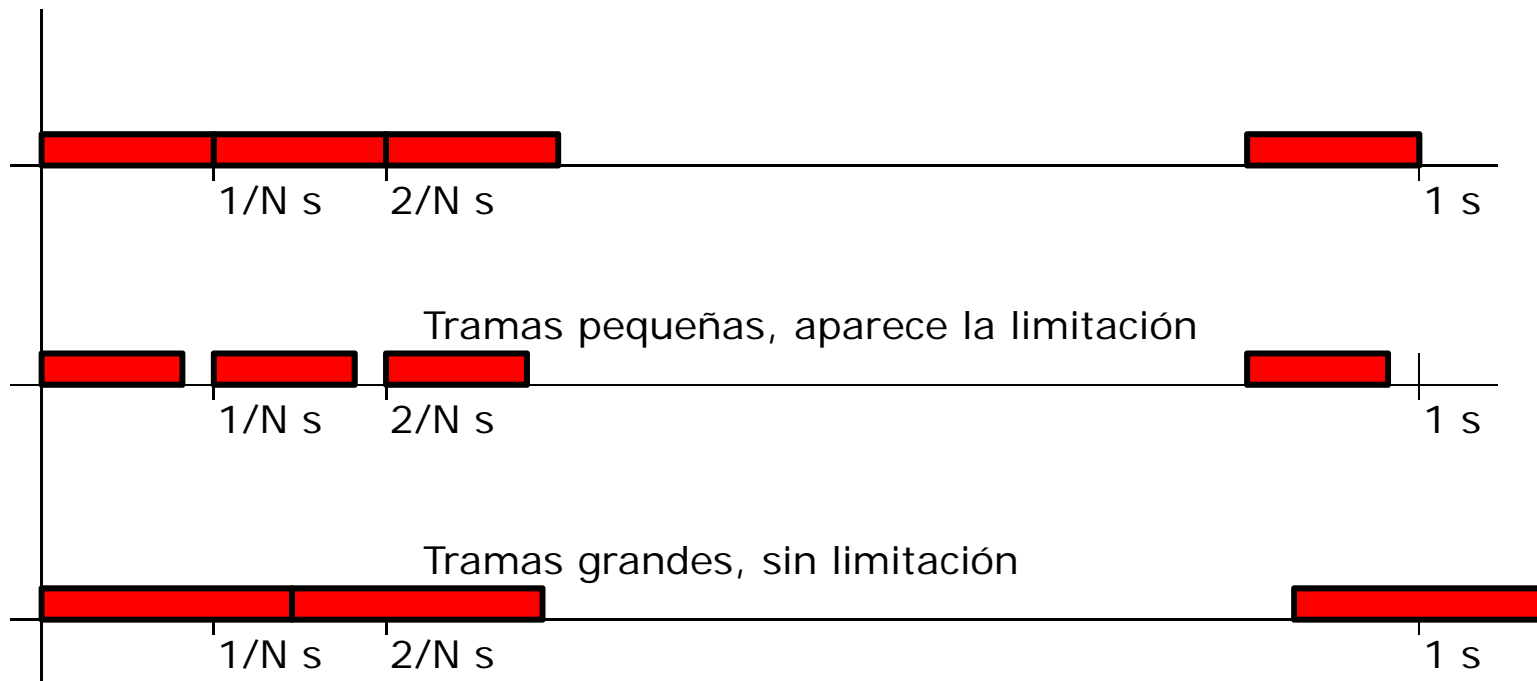 1/N s 2/N s 1 s
Tramas pequeñas, aparece la limitación
1/N s 2/N s 1 s
Tramas grandes, sin limitación
1/N s 2/N s 1 s